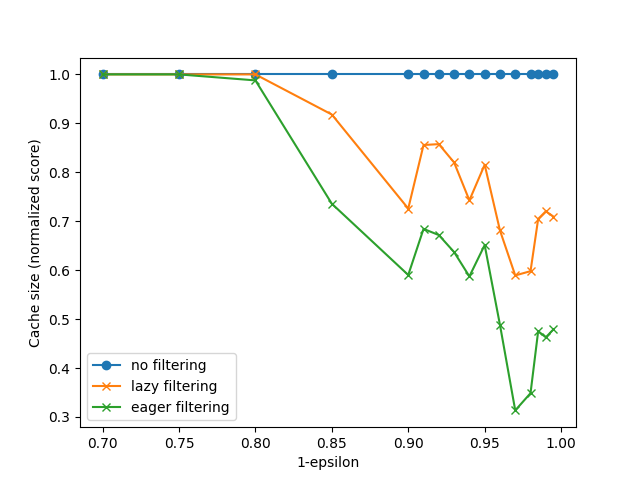 1.0
0.9
0.8
0.7
0.6
0.5
0.4
0.3
Cache size (normalized score)
no filtering
lazy filtering
eager filtering
0.70 0.75 0.80 0.85 0.90 0.95 1.00
1-epsilon